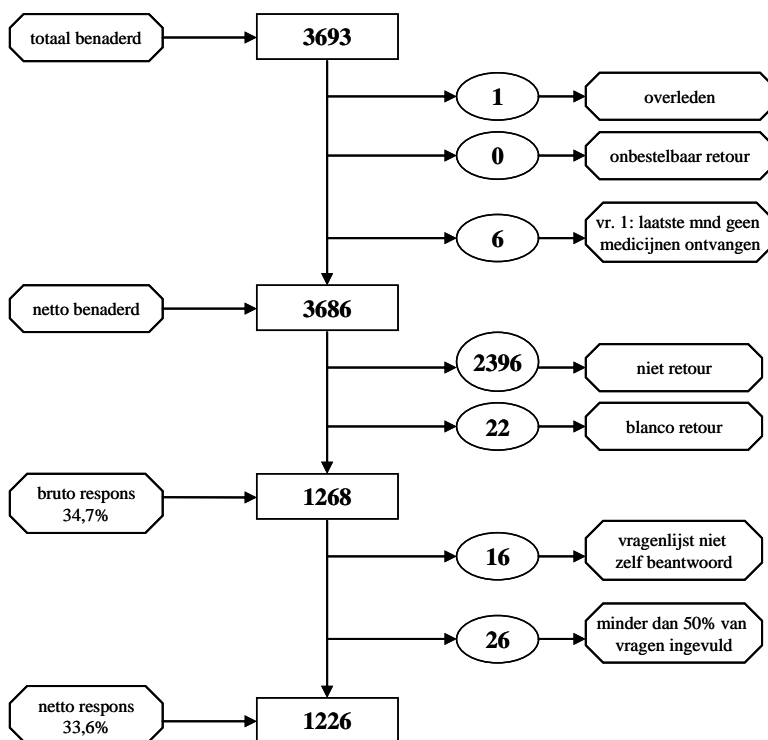 totaal benaderd
3693
1
overleden
0
onbestelbaar retour
6
vr. 1: laatste mnd geen
medicijnen ontvangen
netto benaderd
3686
2396
niet retour
22
blanco retour
bruto respons
34,7%
1268
16
vragenlijst niet
zelf beantwoord
26
minder dan 50% van
vragen ingevuld
netto respons
33,6%
1226